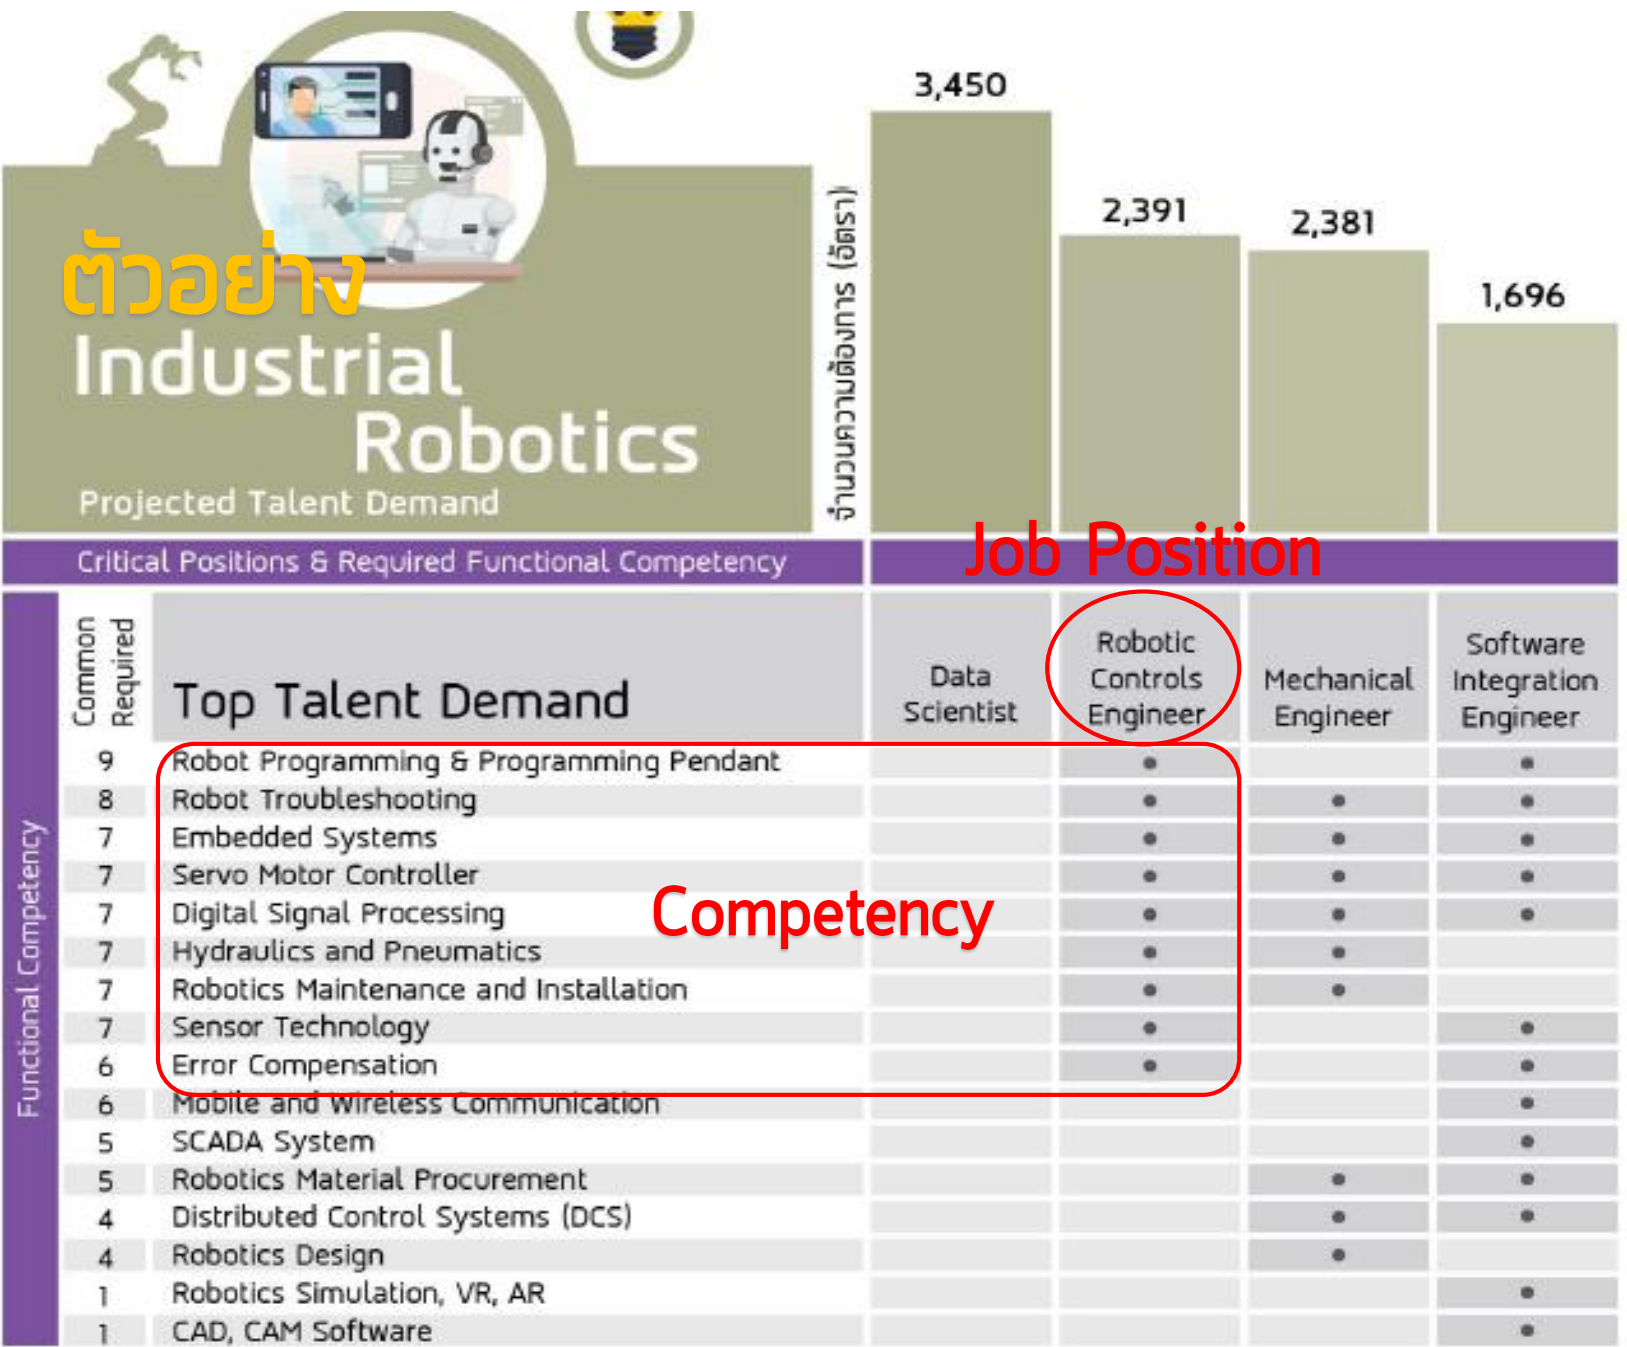 3,450
2,391
2,381
1,696
จำนวนความต้องการ (อัตรา)
ตัวอย่าง
Industrial
Robotics
Projected Talent Demand
Job Position
Critical Positions & Required Functional Competency
Common
Required
Top Talent Demand
Data
Scientist
Robotic
Controls
Engineer
Mechanical
Engineer
Software
Integration
Engineer
Functional Competency
9 Robot Programming & Programming Pendant • •
8 Robot Troubleshooting • • •
7 Embedded Systems • • •
7 Servo Motor Controller • • •
Competency
7 Digital Signal Processing • • •
7 Hydraulics and Pneumatics • •
7 Robotics Maintenance and Installation • •
7 Sensor Technology • •
6 Error Compensation • •
6 Mobile and Wireless Communication •
5 SCADA System •
5 Robotics Material Procurement • •
4 Distributed Control Systems (DCS) • •
4 Robotics Design •
1 Robotics Simulation, VR, AR •
1 CAD, CAM Software •